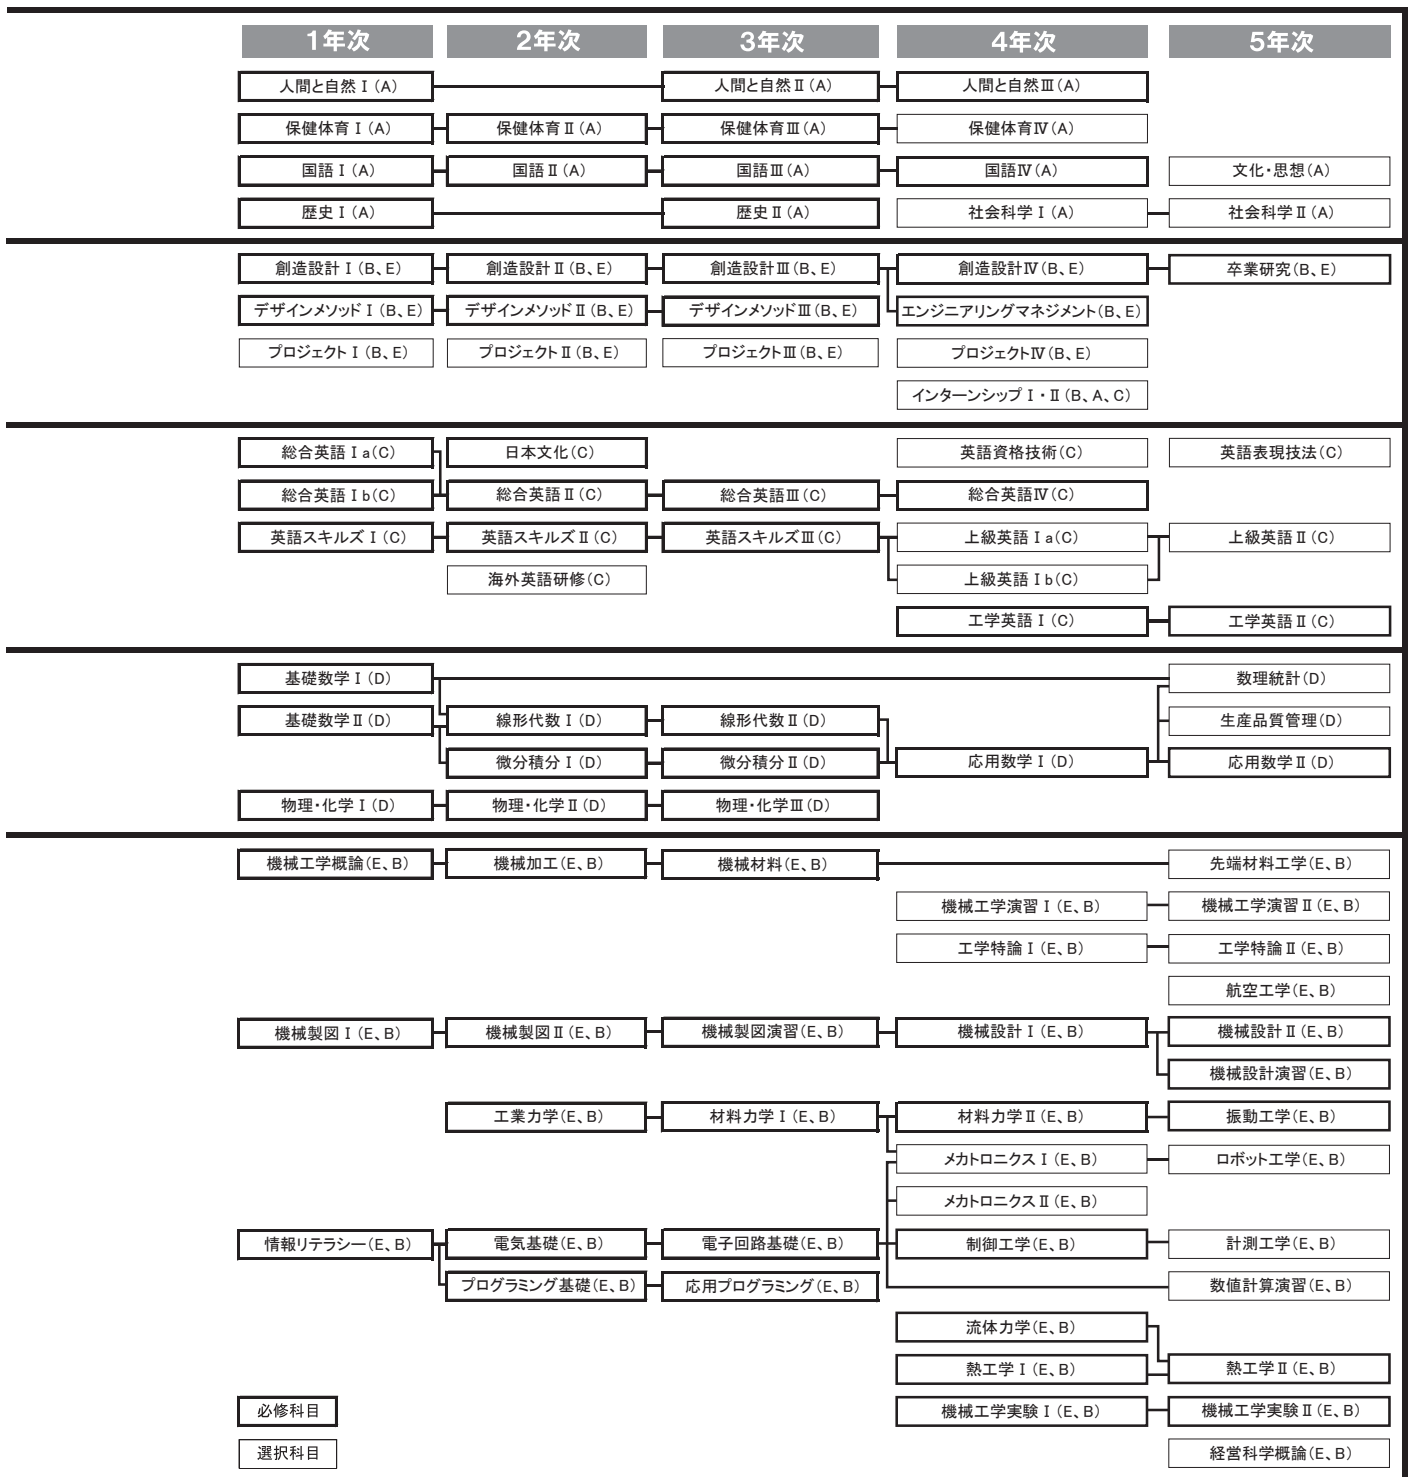 1年次 2年次 3年次 4年次 5年次
人間と自然Ⅰ(A) 人間と自然Ⅱ(A) 人間と自然Ⅲ(A)
保健体育Ⅰ(A) 保健体育Ⅱ(A) 保健体育Ⅲ(A) 保健体育Ⅳ(A)
国語Ⅰ(A) 国語Ⅱ(A) 国語Ⅲ(A) 国語Ⅳ(A) 文化・思想(A)
歴史Ⅰ(A) 歴史Ⅱ(A) 社会科学Ⅰ(A) 社会科学Ⅱ(A)
創造設計Ⅰ(B、E) 創造設計Ⅱ(B、E) 創造設計Ⅲ(B、E) 創造設計Ⅳ(B、E) 卒業研究(B、E)
デザインメソッドⅠ(B、E) デザインメソッドⅡ(B、E) デザインメソッドⅢ(B、E) エンジニアリングマネジメント(B、E)
プロジェクトⅠ(B、E) プロジェクトⅡ(B、E) プロジェクトⅢ(B、E) プロジェクトⅣ(B、E)
インターンシップⅠ・Ⅱ(B、A、C)
総合英語Ⅰa(C) 日本文化(C) 英語資格技術(C) 英語表現技法(C)
総合英語Ⅰb(C) 総合英語Ⅱ(C) 総合英語Ⅲ(C) 総合英語Ⅳ(C)
英語スキルズⅠ(C) 英語スキルズⅡ(C) 英語スキルズⅢ(C) 上級英語Ⅰa(C) 上級英語Ⅱ(C)
海外英語研修(C) 上級英語Ⅰb(C)
工学英語Ⅰ(C) 工学英語Ⅱ(C)
基礎数学Ⅰ(D) 数理統計(D)
基礎数学Ⅱ(D) 線形代数Ⅰ(D) 線形代数Ⅱ(D) 生産品質管理(D)
微分積分Ⅰ(D) 微分積分Ⅱ(D) 応用数学Ⅰ(D) 応用数学Ⅱ(D)
物理・化学Ⅰ(D) 物理・化学Ⅱ(D) 物理・化学Ⅲ(D)
機械工学概論(E、B) 機械加工(E、B) 機械材料(E、B) 先端材料工学(E、B)
機械工学演習Ⅰ(E、B) 機械工学演習Ⅱ(E、B)
工学特論Ⅰ(E、B) 工学特論Ⅱ(E、B)
航空工学(E、B)
機械製図Ⅰ(E、B) 機械製図Ⅱ(E、B) 機械製図演習(E、B) 機械設計Ⅰ(E、B) 機械設計Ⅱ(E、B)
機械設計演習(E、B)
工業力学(E、B) 材料力学Ⅰ(E、B) 材料力学Ⅱ(E、B) 振動工学(E、B)
メカトロニクスⅠ(E、B) ロボット工学(E、B)
メカトロニクスⅡ(E、B)
情報リテラシー(E、B) 電気基礎(E、B) 電子回路基礎(E、B) 制御工学(E、B) 計測工学(E、B)
プログラミング基礎(E、B) 応用プログラミング(E、B) 数値計算演習(E、B)
流体力学(E、B)
熱工学Ⅰ(E、B) 熱工学Ⅱ(E、B)
必修科目 機械工学実験Ⅰ(E、B) 機械工学実験Ⅱ(E、B)
選択科目 経営科学概論(E、B)